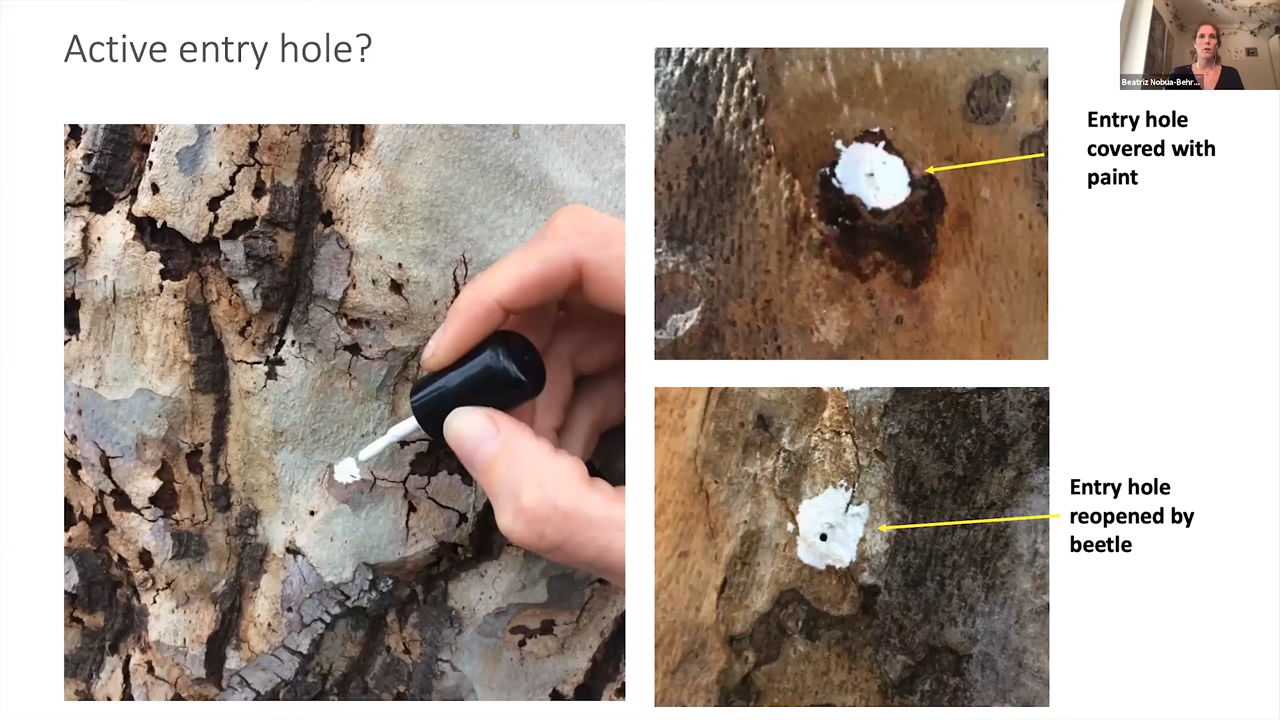 Active entry hole?
Beatriz Nobua-Behr...
Entry hole
covered with
paint
Entry hole
reopened by
beetle